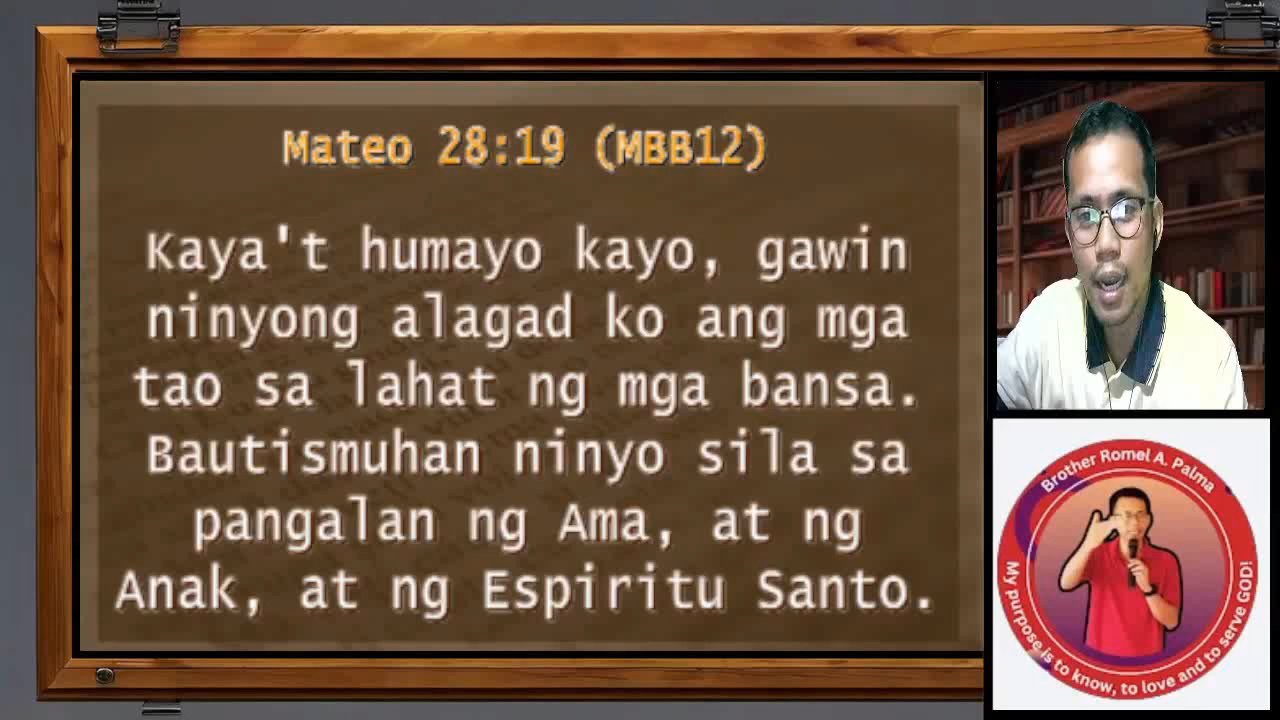 Mateo 28:19 (MBB12)
Kaya't humayo kayo, gawin
ninyong alagad ko ang mga
tao sa lahat ng mga bansa.
Bautismuhan ninyo sila sa
pangalan ng Ama, at ng
Anak, at ng Espiritu Santo.
Brother Romel A. Palma
My purpose is to know, to love and to serve GOD!